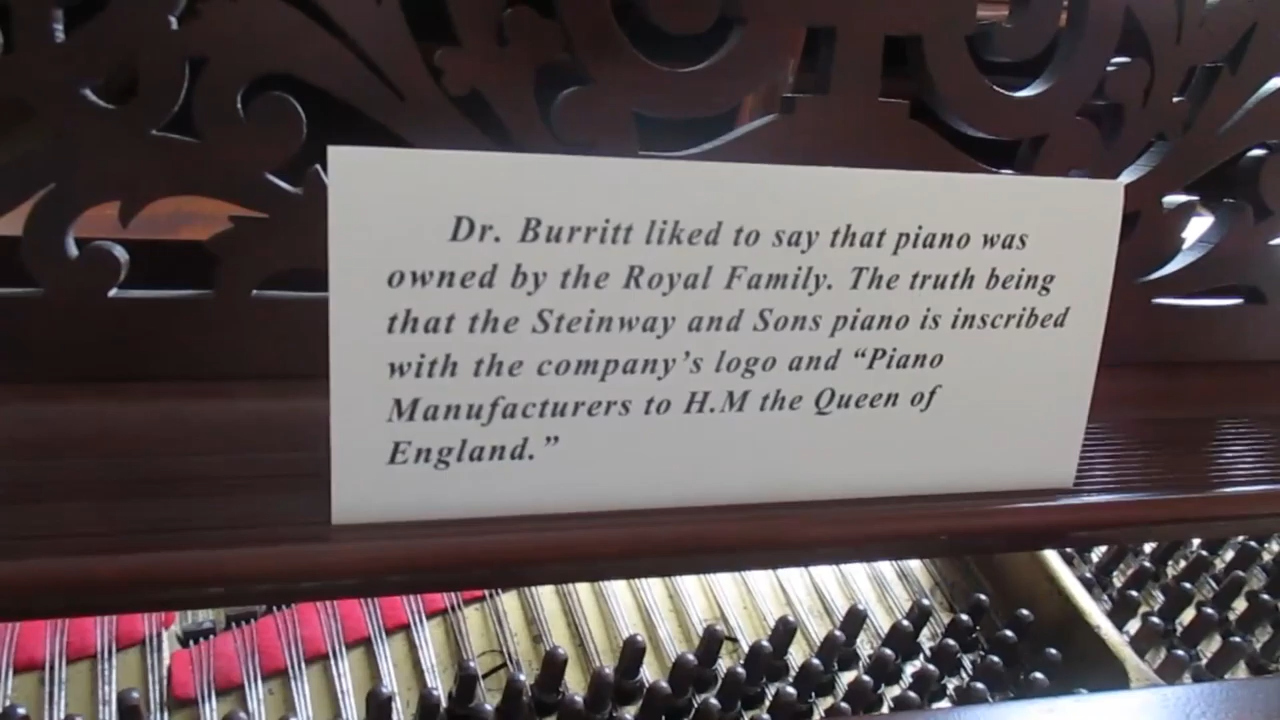 Dr. Burritt liked to say that piano was
owned by the Royal Family. The truth being
that the Steinway and Sons piano is inscribed
with the company’s logo and “Piano
Manufacturers to H.M the Queen of
England.”